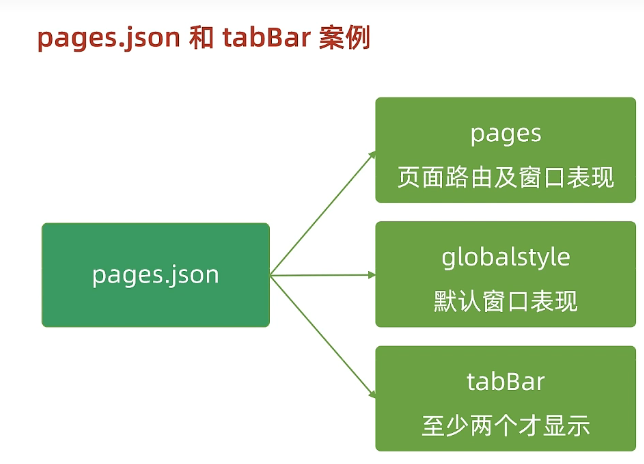 pages.json 和 tabBar 案例
pages
页面路由及窗口表现
pages.json
globalstyle
默认窗口表现
tabBar
至少两个才显示